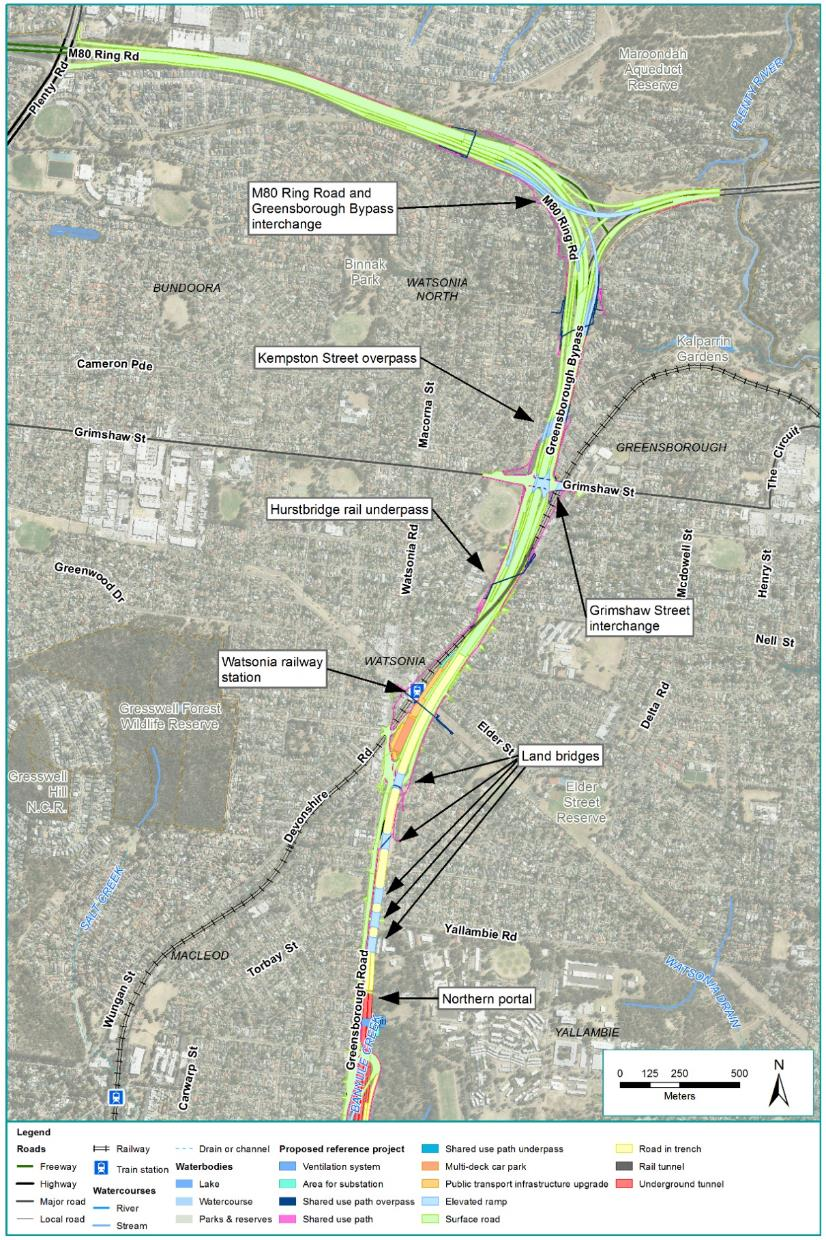 M80 Ring Rd
Plenty Rd
Maroondah
Aqueduct
Reserve
PLENTY RIVER
M80 Ring Road and
Greensborough Bypass
interchange
M80 Ring Rd
BUNDOORA
Binnak
Park
WATSONIA
NORTH
Kalparrin
Gardens
Kempston Street overpass
Cameron Pde
Macorna St
Greensborough Bypass
Grimshaw St
GREENSBOROUGH
The Circuit
Grimshaw St
Hurstbridge rail underpass
Watsonia Rd
Greenwood Dr
Mcdowell St
Henry St
Grimshaw Street
interchange
Nell St
Watsonia railway
station
WATSONIA
Gresswell Forest
Wildlife Reserve
Delta Rd
Elder St
Land bridges
Gresswell
Hill
N.C.R.
Devonshire Rd
Elder
Street
Reserve
SALT CREEK
Yallambie Rd
MACLEOD
Torbay St
WATSONIA DRAIN
Wungan St
Greensborough Road
Northern portal
BANYULE CREEK
YALLAMBIE
Carwarp St
0 125 250 500
Meters
N
Legend
Roads
Freeway
Highway
Major road
Local road
Railway
Train station
Watercourses
River
Stream
Drain or channel
Waterbodies
Lake
Watercourse
Parks & reserves
Proposed reference project
Ventilation system
Area for substation
Shared use path overpass
Shared use path
Shared use path underpass
Multi-deck car park
Public transport infrastructure upgrade
Elevated ramp
Surface road
Road in trench
Rail tunnel
Underground tunnel